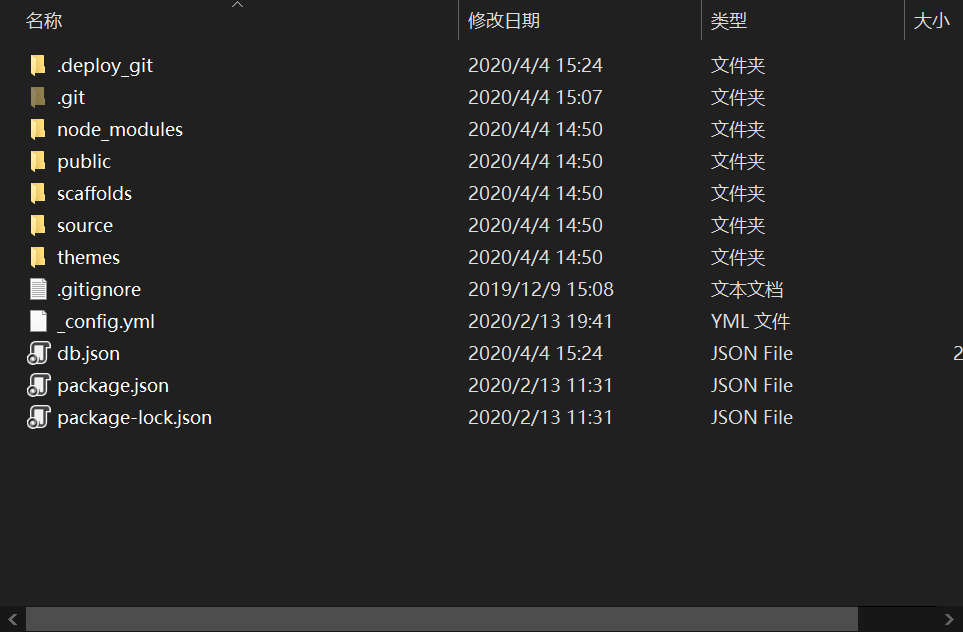 名称 修改日期 类型 大小
.deploy_git 2020/4/4 15:24 文件夹
.git 2020/4/4 15:07 文件夹
node_modules 2020/4/4 14:50 文件夹
public 2020/4/4 14:50 文件夹
scaffolds 2020/4/4 14:50 文件夹
source 2020/4/4 14:50 文件夹
themes 2020/4/4 14:50 文件夹
.gitignore 2019/12/9 15:08 文本文档
_config.yml 2020/2/13 19:41 YML 文件
db.json 2020/4/4 15:24 JSON File 2
package.json 2020/2/13 11:31 JSON File
package-lock.json 2020/2/13 11:31 JSON File